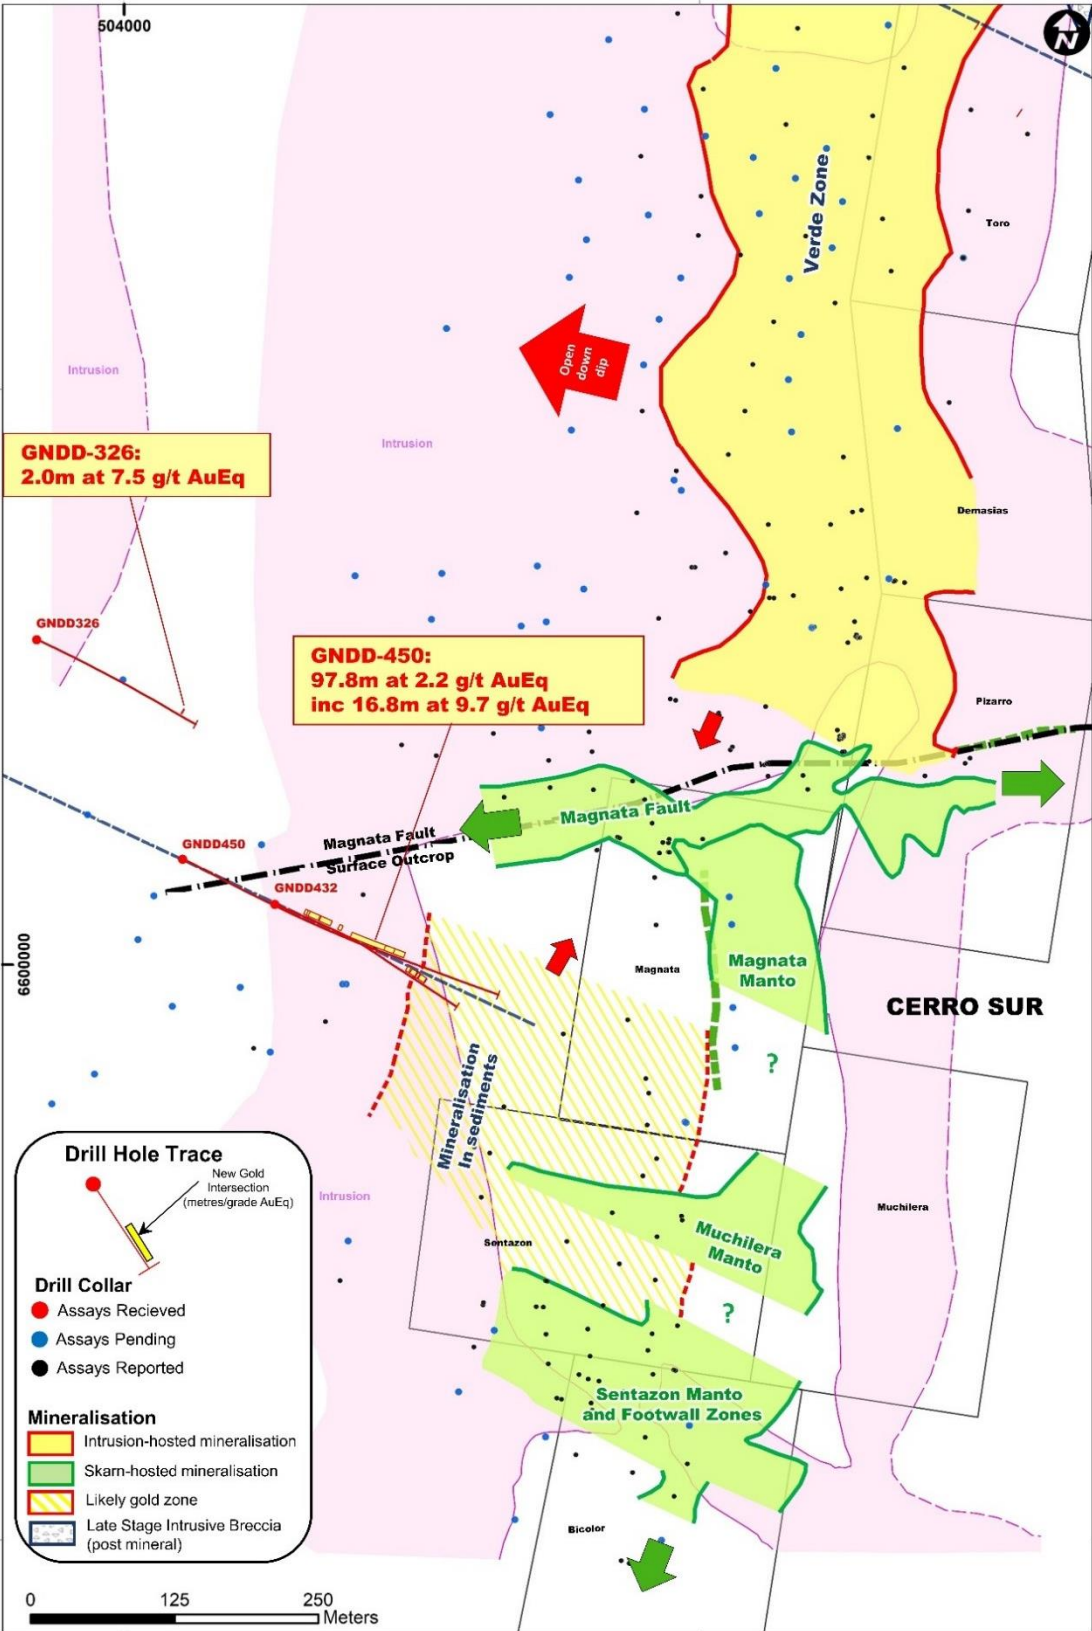 504000
N
Verde Zone
Toro
Open
down
dip
Intrusion
Intrusion
GNDD-326:
2.0m at 7.5 g/t AuEq
Demasias
GNDD326
GNDD-450:
97.8m at 2.2 g/t AuEq
inc 16.8m at 9.7 g/t AuEq
Pizarro
Magnata Fault
GNDD450
Magnata Fault
Surface Outcrop
GNDD432
6600000
Magnata
Magnata
Manto
CERRO SUR
?
Mineralisation
In sediments
Intrusion
Muchilera
Sentazon
Muchilera
Manto
?
Sentazon Manto
and Footwall Zones
Bicolor
Drill Hole Trace
New Gold
Intersection
(metres/grade AuEq)
Drill Collar
Assays Recieved
Assays Pending
Assays Reported
Mineralisation
Intrusion-hosted mineralisation
Skarn-hosted mineralisation
Likely gold zone
Late Stage Intrusive Breccia
(post mineral)
0 125 250
Meters